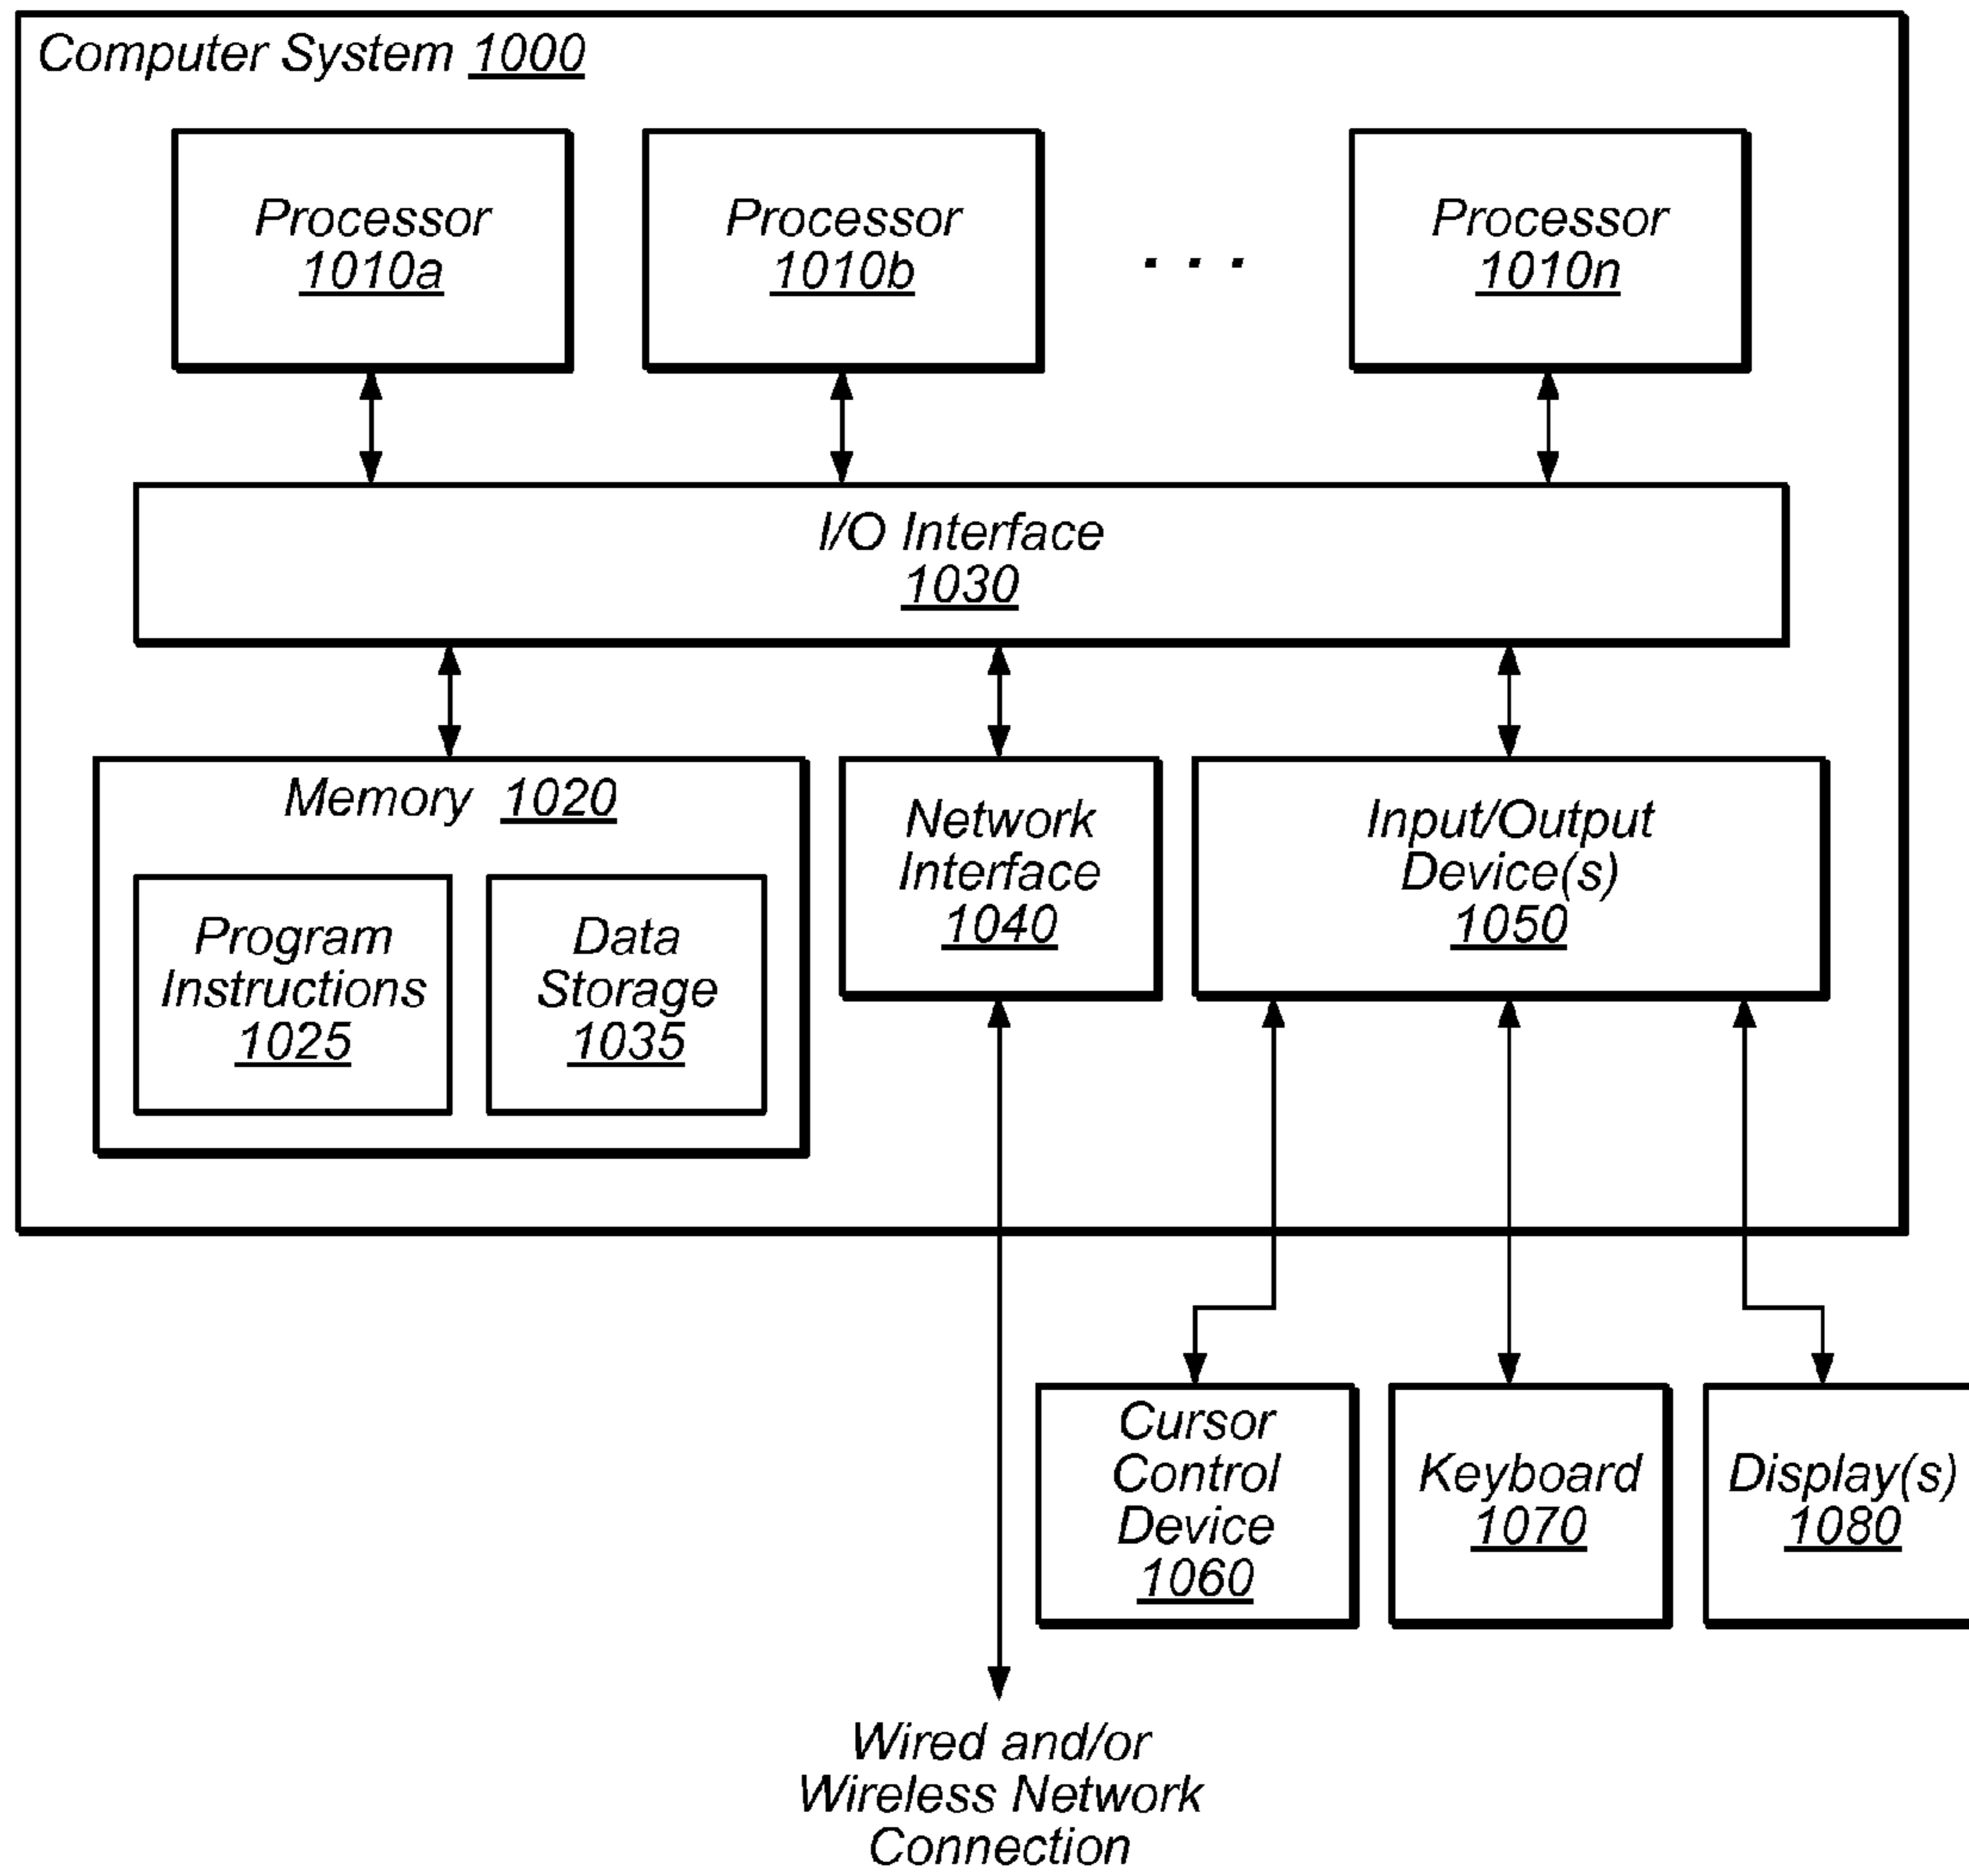 Computer System 1000
Processor
1010a
Processor
1010b
. . .
Processor
1010n
I/O Interface
1030
Memory 1020
Program
Instructions
1025
Data
Storage
1035
Network
Interface
1040
Input/Output
Device(s)
1050
Cursor
Control
Device
1060
Keyboard
1070
Display(s)
1080
Wired and/or
Wireless Network
Connection